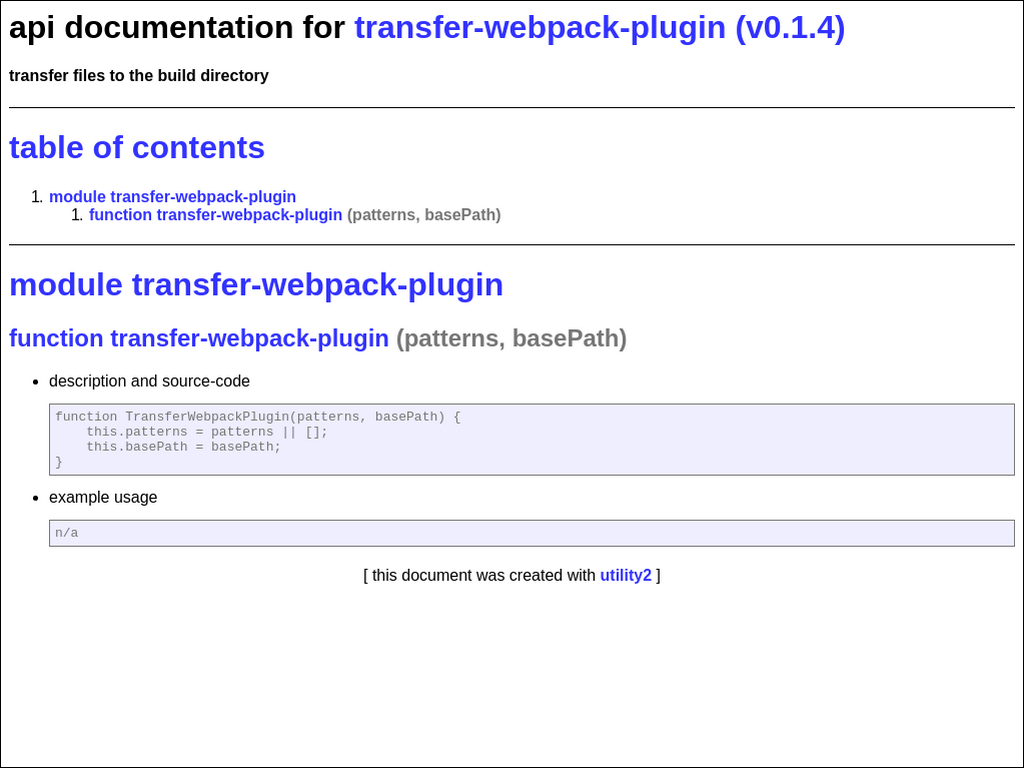 api documentation for transfer-webpack-plugin (v0.1.4)
transfer files to the build directory
table of contents
1. module transfer-webpack-plugin
1. function transfer-webpack-plugin (patterns, basePath)
module transfer-webpack-plugin
function transfer-webpack-plugin (patterns, basePath)
• description and source-code
function TransferWebpackPlugin(patterns, basePath) {
    this.patterns = patterns || [];
    this.basePath = basePath;
}
• example usage
n/a
[ this document was created with utility2 ]